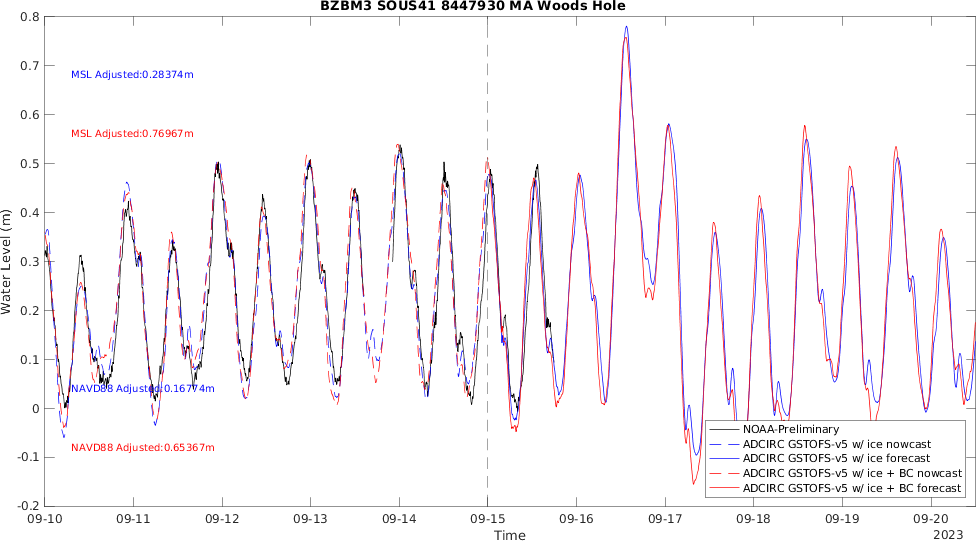 BZBM3 SOUS41 8447930 MA Woods Hole
0.8
0.7
0.6
0.5
0.4
0.3
0.2
0.1
0
-0.1
-0.2
Water Level (m)
MSL Adjusted:0.28374m
MSL Adjusted:0.76967m
NAVD88 Adjusted:0.16774m
NAVD88 Adjusted:0.65367m
NOAA-Preliminary
ADCIRC GSTOFS-v5 w/ ice nowcast
ADCIRC GSTOFS-v5 w/ ice forecast
ADCIRC GSTOFS-v5 w/ ice + BC nowcast
ADCIRC GSTOFS-v5 w/ ice + BC forecast
09-10 09-11 09-12 09-13 09-14 09-15 09-16 09-17 09-18 09-19 09-20
Time
2023